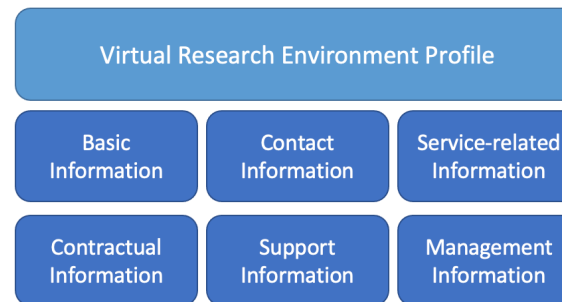 Virtual Research Environment Profile
Basic
Information
Contact
Information
Service-related
Information
Contractual
Information
Support
Information
Management
Information